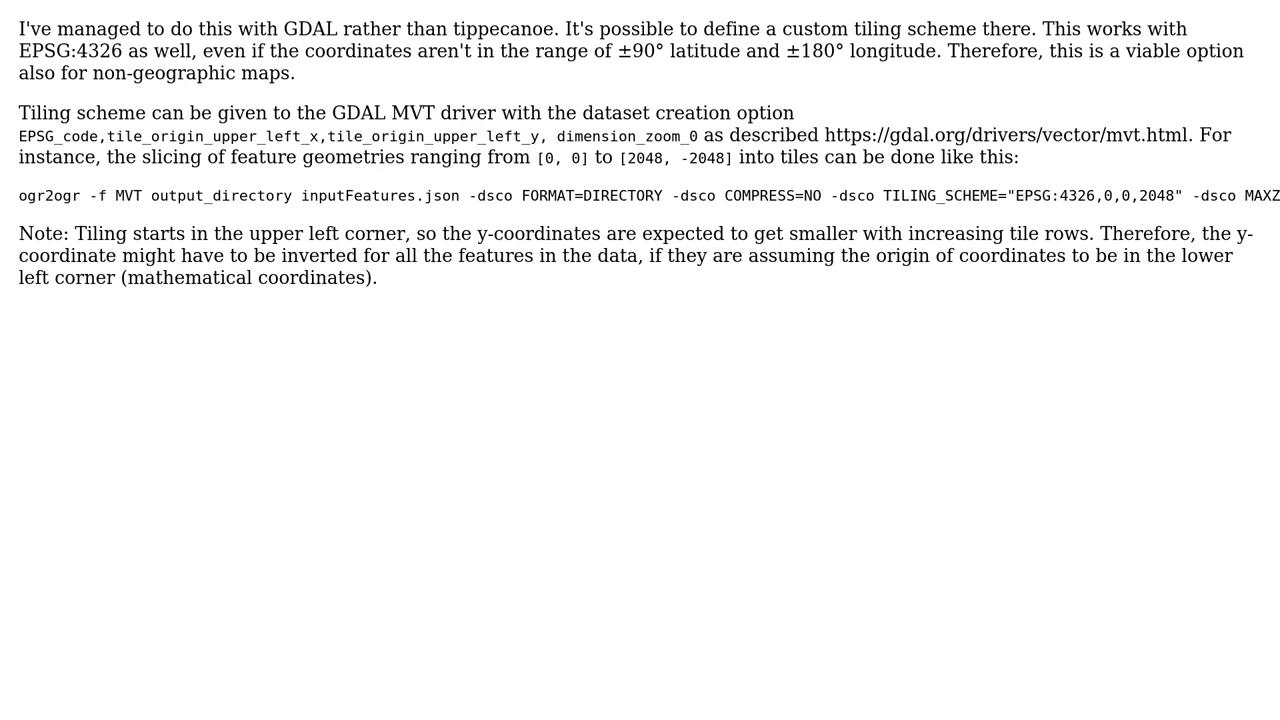 I've managed to do this with GDAL rather than tippecanoe. It's possible to define a custom tiling scheme there. This works with
EPSG:4326 as well, even if the coordinates aren't in the range of ±90° latitude and ±180° longitude. Therefore, this is a viable option
also for non-geographic maps.
Tiling scheme can be given to the GDAL MVT driver with the dataset creation option
EPSG_code,tile_origin_upper_left_x,tile_origin_upper_left_y, dimension_zoom_0 as described https://gdal.org/drivers/vector/mvt.html. For
instance, the slicing of feature geometries ranging from [0, 0] to [2048, -2048] into tiles can be done like this:
ogr2ogr -f MVT output_directory inputFeatures.json -dsco FORMAT=DIRECTORY -dsco COMPRESS=NO -dsco TILING_SCHEME="EPSG:4326,0,0,2048" -dsco MAXZ
Note: Tiling starts in the upper left corner, so the y-coordinates are expected to get smaller with increasing tile rows. Therefore, the y-
coordinate might have to be inverted for all the features in the data, if they are assuming the origin of coordinates to be in the lower
left corner (mathematical coordinates).